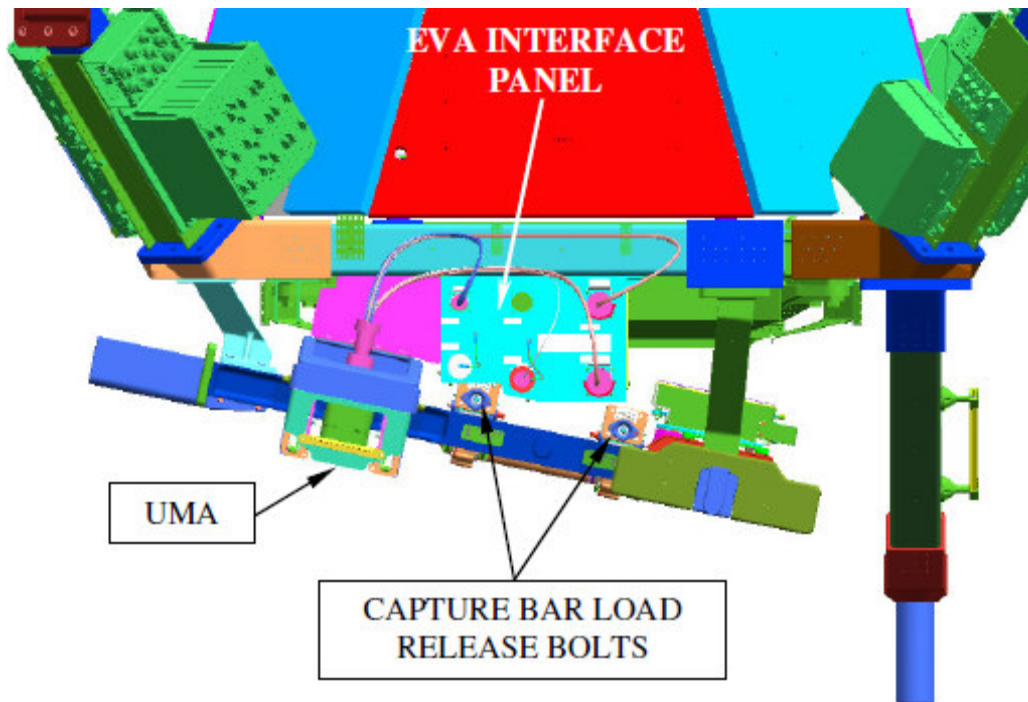 EVA INTERFACE
PANEL
UMA
CAPTURE BAR LOAD
RELEASE BOLTS